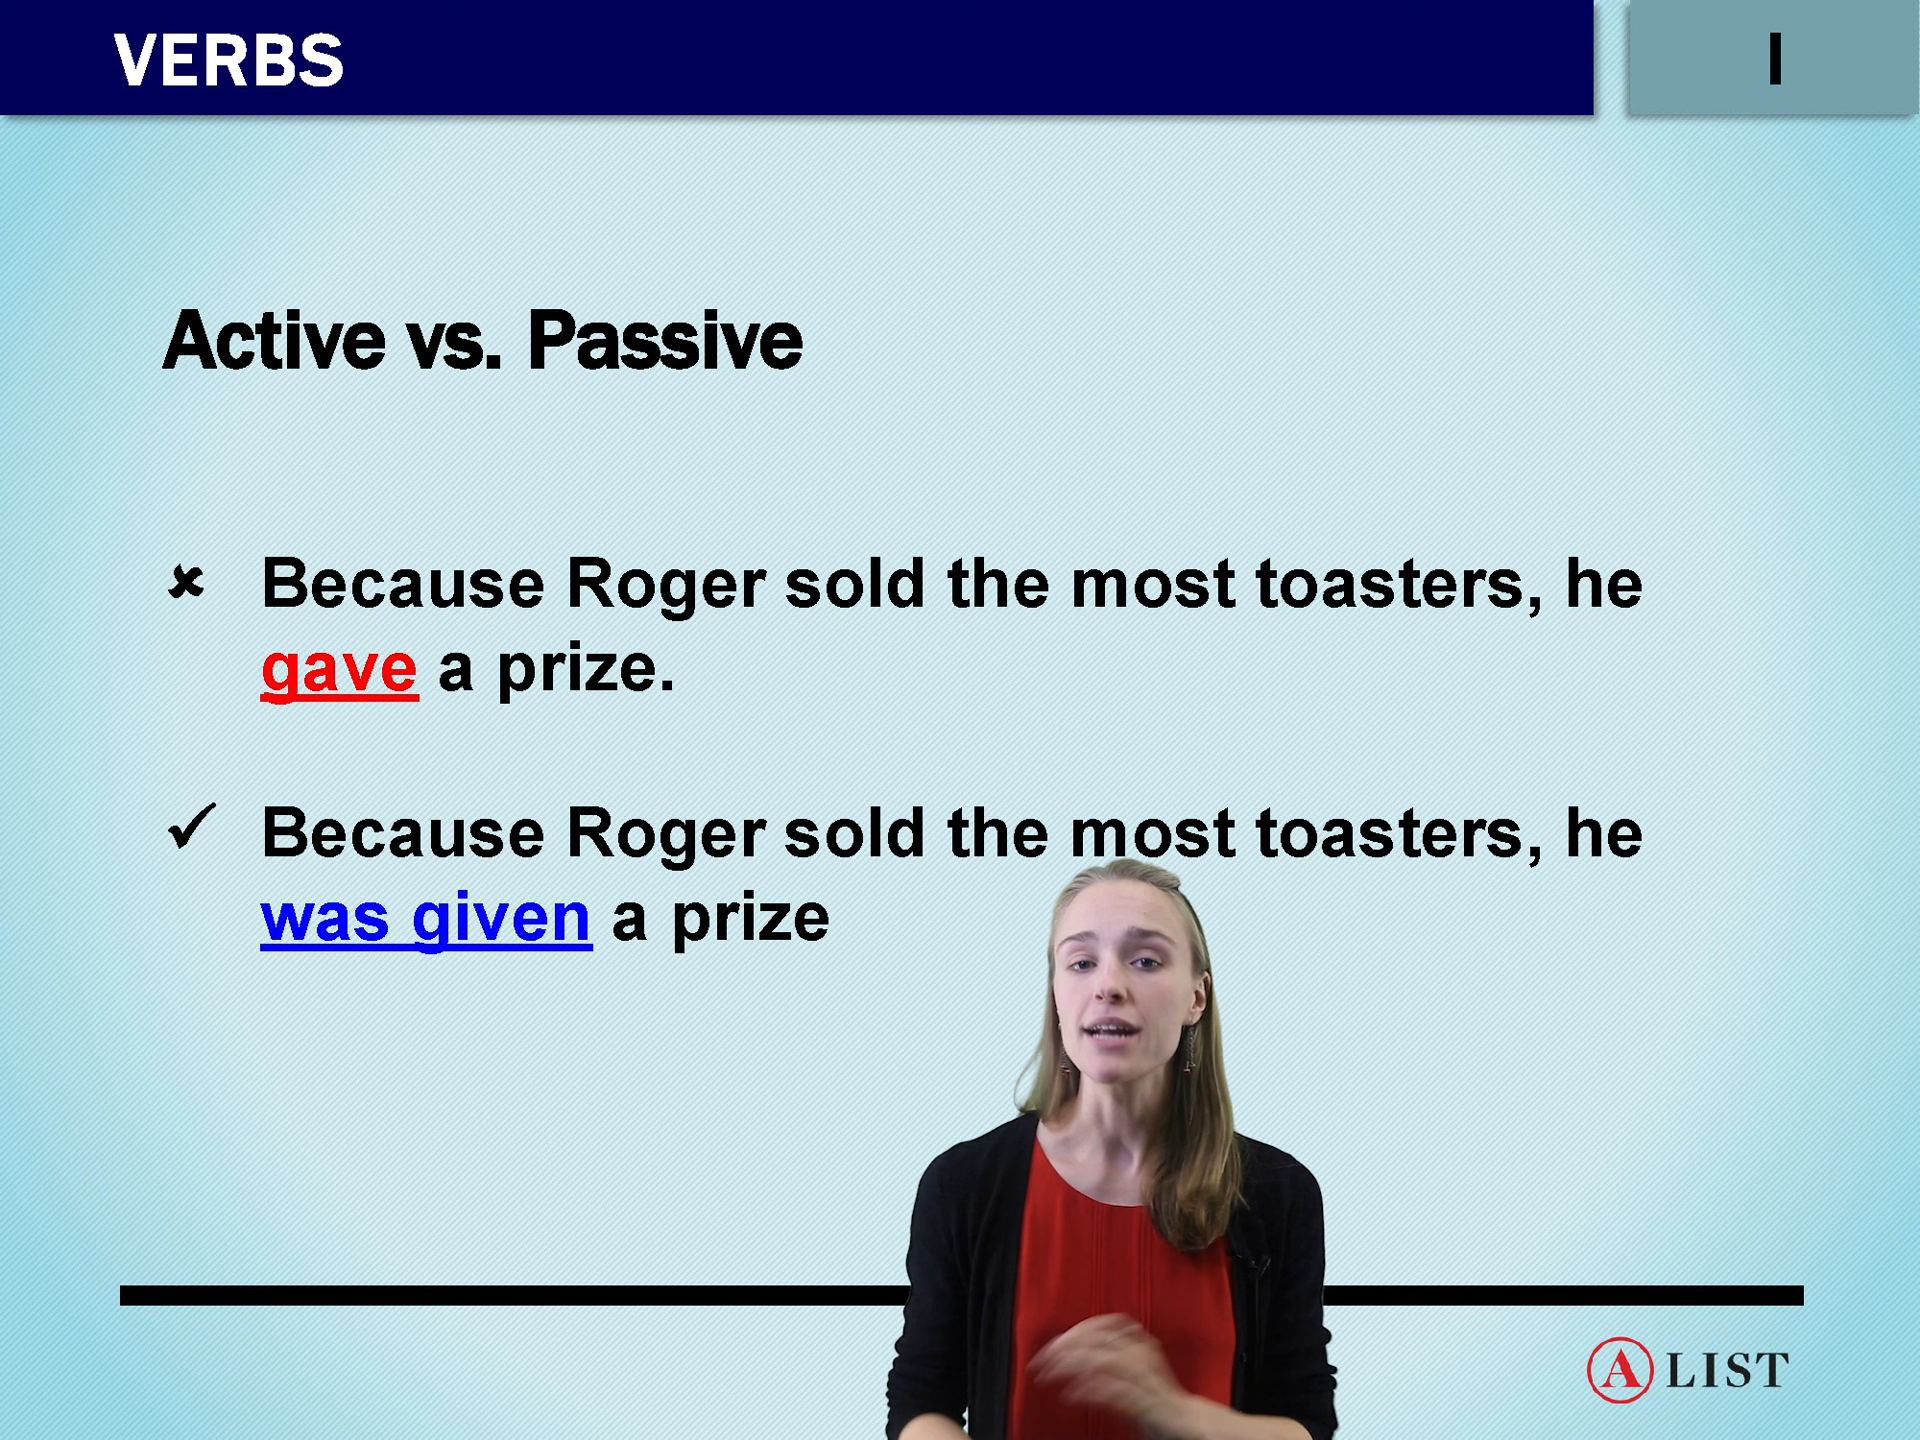 VERBS
I
Active vs. Passive
✗ Because Roger sold the most toasters, he
gave a prize.
✓ Because Roger sold the most toasters, he
was given a prize
A LIST